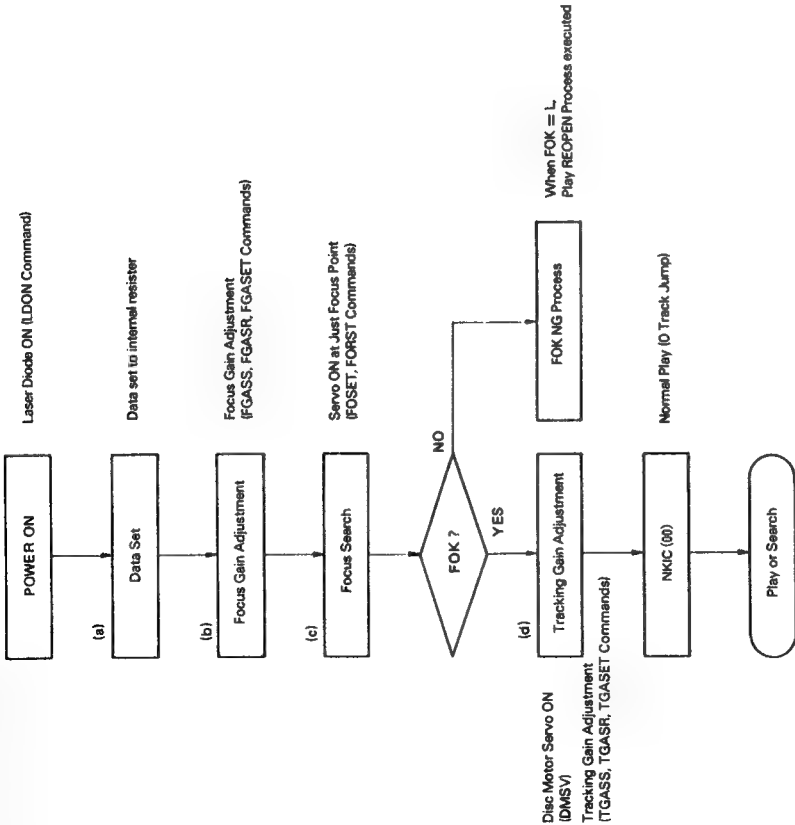 POWER ON
Laser Diode ON (LDON Command)
(a)
Data Set
Data set to internal resister
(b)
Focus Gain Adjustment
Focus Gain Adjustment
(FGASS, FGASR, FGASET Commands)
(c)
Focus Search
Servo ON at Just Focus Point
(FOSET, FORST Commands)
FOK ?
NO
YES
FOK NG Process
When FOK = L,
Play REOPEN Process executed
Disc Motor Servo ON
(DMSV)
Tracking Gain Adjustment
(TGASS, TGASR, TGASET Commands)
(d)
Tracking Gain Adjustment
NKIC (00)
Normal Play (0 Track Jump)
Play or Search